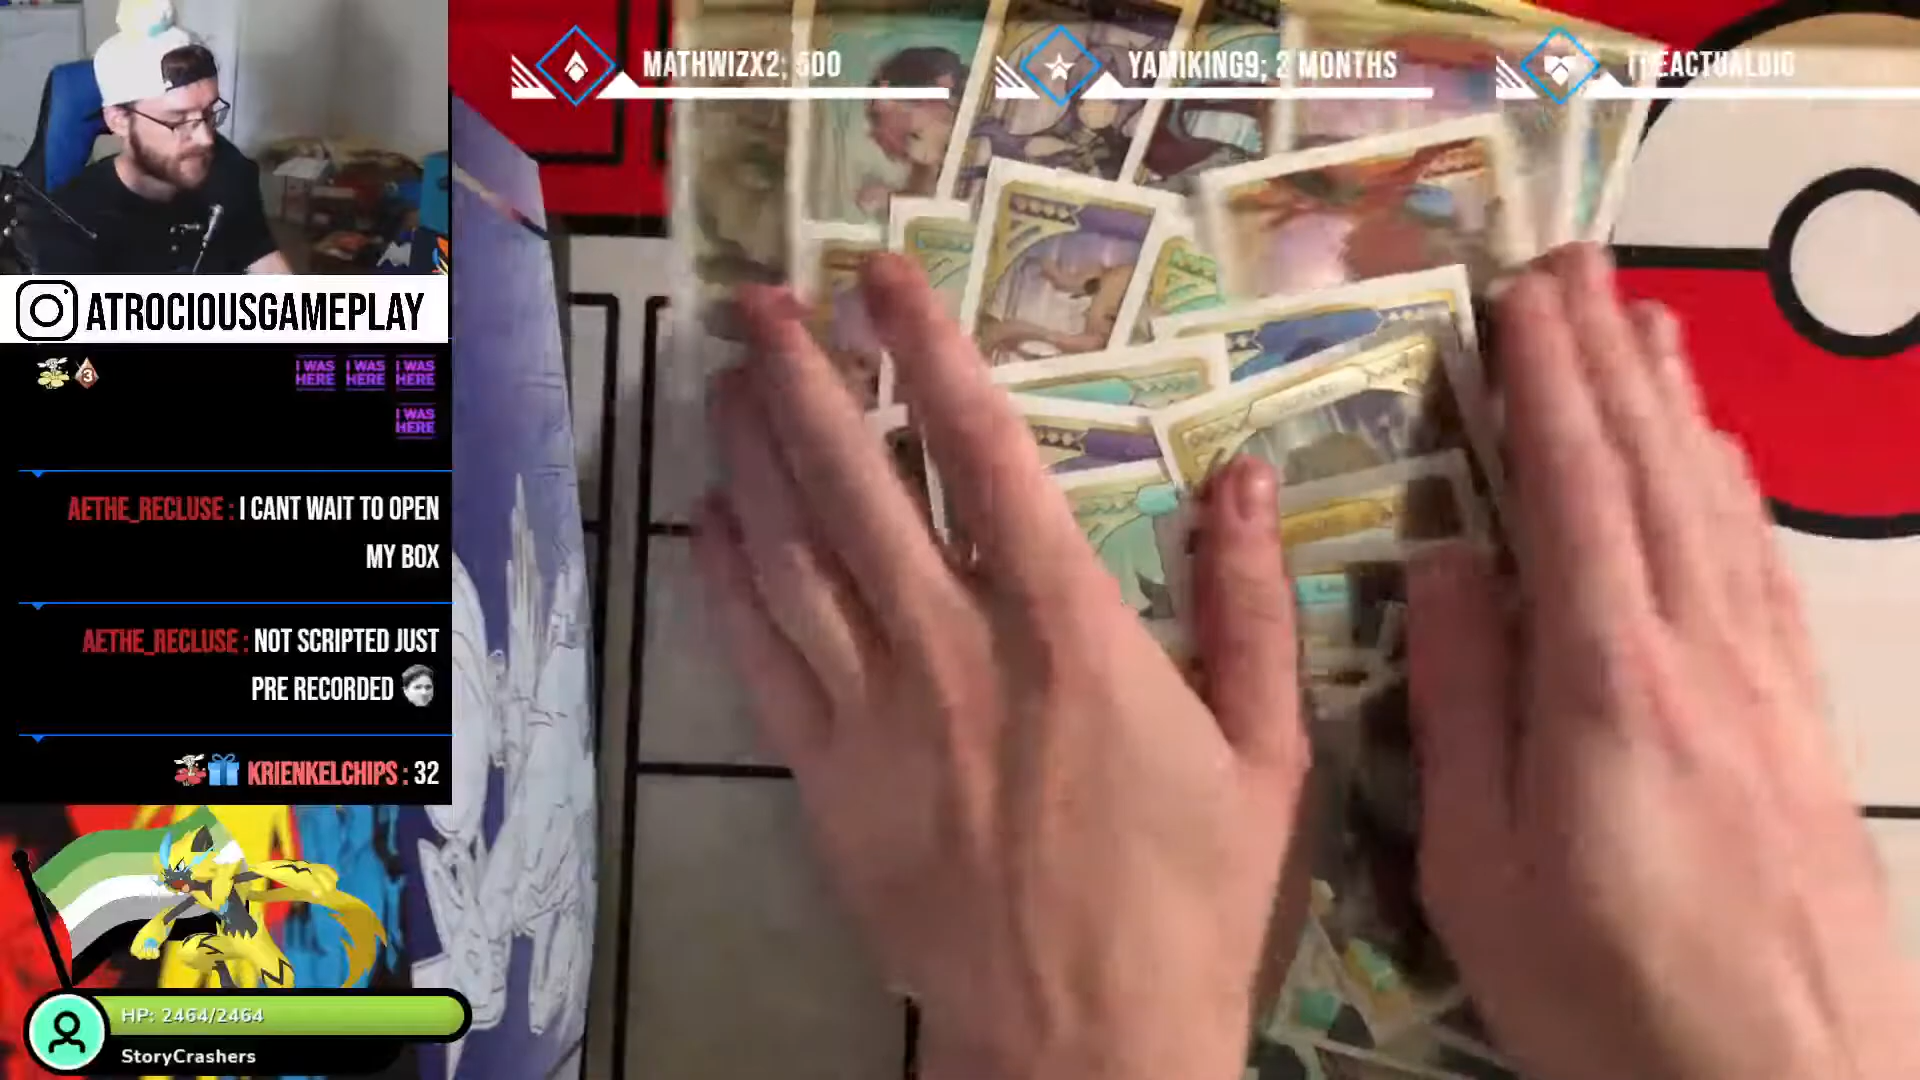 MATHWIZX2; 500
YAMIKING9; 2 MONTHS
ATROCIOUSGAMEPLAY
3
I WAS HERE I WAS HERE I WAS HERE
I WAS HERE
AETHE_RECLUSE : I CANT WAIT TO OPEN
MY BOX
AETHE_RECLUSE : NOT SCRIPTED JUST
PRE RECORDED
KRIENKELCHIPS : 32
HP: 2464/2464
StoryCrashers